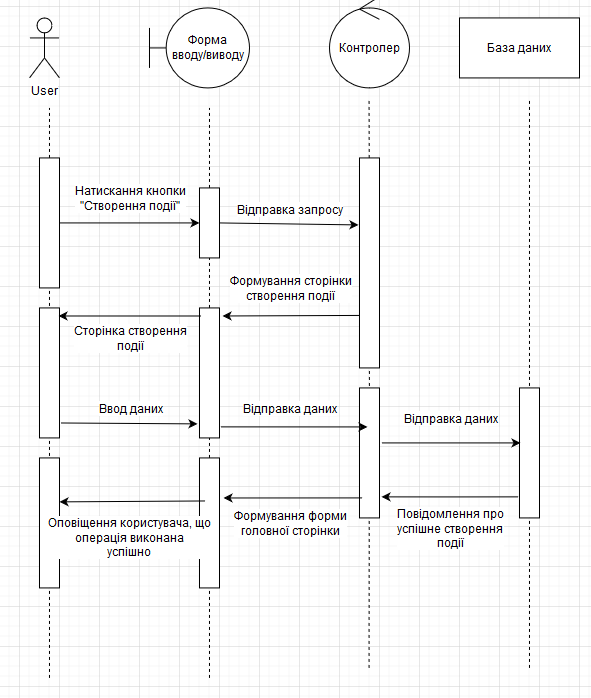 Форма
вводу/виводу
Контролер
База даних
User
Натискання кнопки
"Створення події"
Відправка запросу
Формування сторінки
створення події
Сторінка створення
події
Ввод даних
Відправка даних
Відправка даних
Оповіщення користувача, що
операція виконана
успішно
Формування форми
головної сторінки
Повідомлення про
успішне створення
події